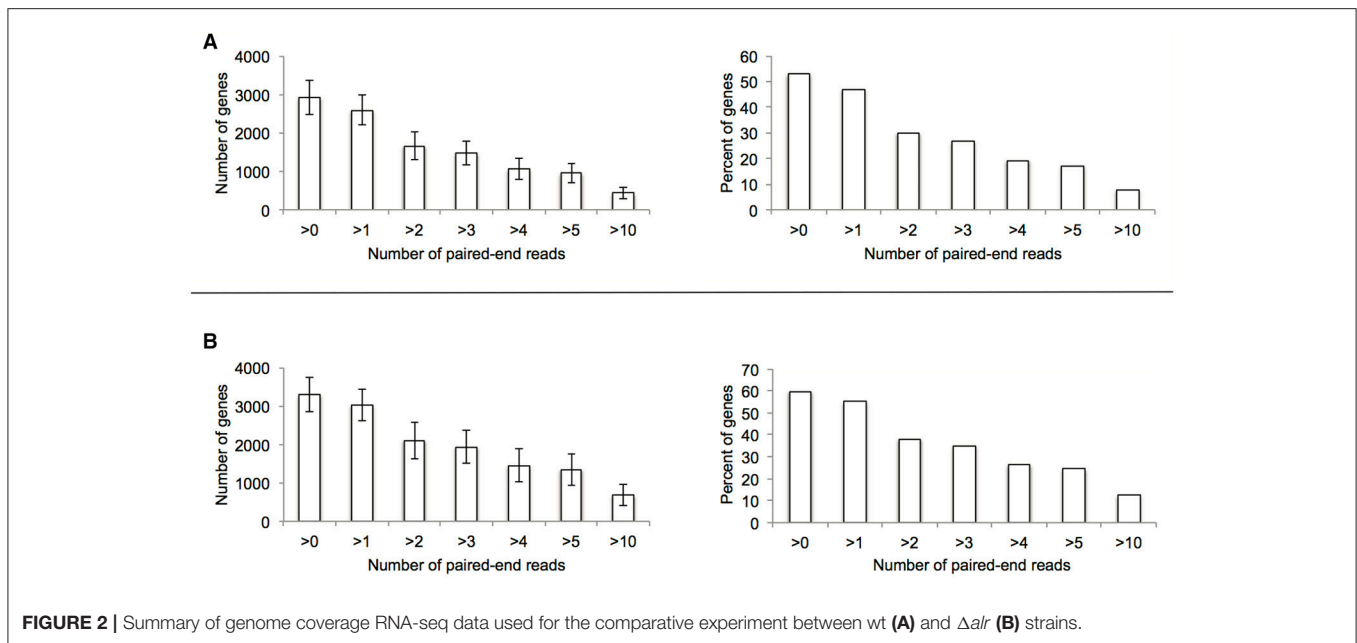 A
Number of genes
4000
3000
2000
1000
0
>0 >1 >2 >3 >4 >5 >10
Number of paired-end reads
Percent of genes
60
50
40
30
20
10
0
>0 >1 >2 >3 >4 >5 >10
Number of paired-end reads
B
Number of genes
4000
3000
2000
1000
0
>0 >1 >2 >3 >4 >5 >10
Number of paired-end reads
Percent of genes
70
60
50
40
30
20
10
0
>0 >1 >2 >3 >4 >5 >10
Number of paired-end reads
FIGURE 2 | Summary of genome coverage RNA-seq data used for the comparative experiment between wt (A) and Δalr (B) strains.